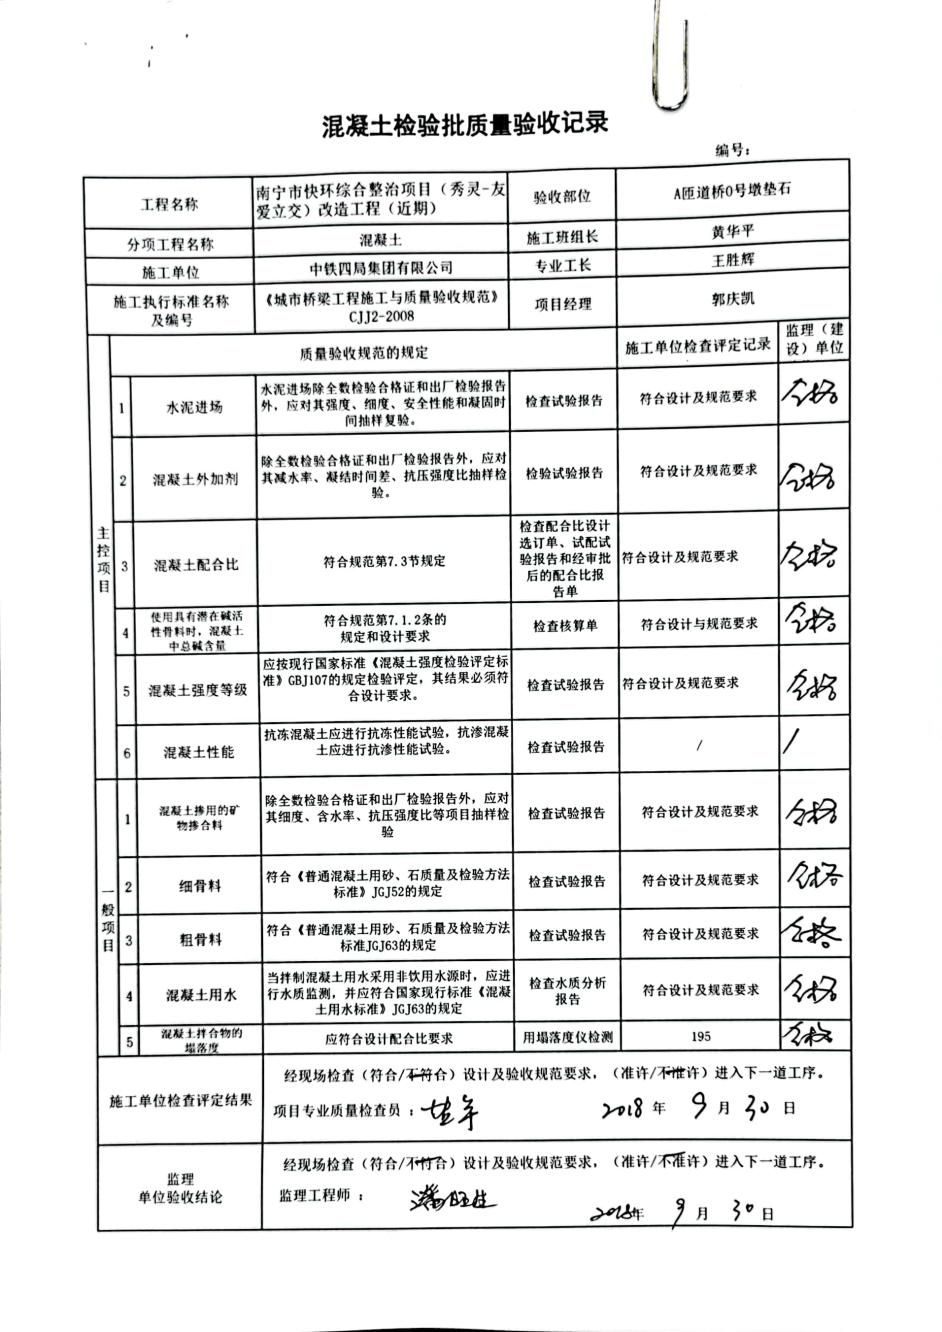 混凝土检验批质量验收记录
编号：
工程名称
南宁市快环综合整治项目（秀灵-友
爱立交）改造工程（近期）
验收部位
A匝道桥0号墩垫石
分项工程名称
混凝土
施工班组长
黄华平
施工单位
中铁四局集团有限公司
专业工长
王胜辉
施工执行标准名称
及编号
《城市桥梁工程施工与质量验收规范》
CJJ2-2008
项目经理
郭庆凯
主控项目
质量验收规范的规定
施工单位检查评定记录
监理（建
设）单位
1
水泥进场
水泥进场除全数检验合格证和出厂检验报告
外，应对其强度、细度、安全性能和凝固时
间抽样复验。
检查试验报告
符合设计及规范要求
合格
2
混凝土外加剂
除全数检验合格证和出厂检验报告外，应对
其减水率、凝结时间差、抗压强度比抽样检
验。
检验试验报告
符合设计及规范要求
合格
3
混凝土配合比
符合规范第7.3节规定
检查配合比设计
选订单、试配试
验报告和经审批
后的配合比报
告单
符合设计及规范要求
合格
4
使用具有潜在碱活
性骨料时，混凝土
中总碱含量
符合规范第7.1.2条的
规定和设计要求
检查核算单
符合设计与规范要求
合格
5
混凝土强度等级
应按现行国家标准《混凝土强度检验评定标
准》GBJ107的规定检验评定，其结果必须符
合设计要求。
检查试验报告
符合设计及规范要求
合格
6
混凝土性能
抗冻混凝土应进行抗冻性能试验，抗渗混凝
土应进行抗渗性能试验。
检查试验报告
/
/
一般项目
1
混凝土掺用的矿
物掺合料
除全数检验合格证和出厂检验报告外，应对
其细度、含水率、抗压强度比等项目抽样检
验
检查试验报告
符合设计及规范要求
合格
2
细骨料
符合《普通混凝土用砂、石质量及检验方法
标准》JGJ52的规定
检查试验报告
符合设计及规范要求
合格
3
粗骨料
符合《普通混凝土用砂、石质量及检验方法
标准JGJ63的规定
检查试验报告
符合设计及规范要求
合格
4
混凝土用水
当拌制混凝土用水采用非饮用水源时，应进
行水质监测，并应符合国家现行标准《混凝
土用水标准》JGJ63的规定
检查水质分析
报告
符合设计及规范要求
合格
5
混凝土拌合物的
塌落度
应符合设计配合比要求
用塌落度仪检测
195
合格
施工单位检查评定结果
经现场检查（符合/不符合）设计及验收规范要求，（准许/不准许）进入下一道工序。
项目专业质量检查员：
2018年 9月30日
监理
单位验收结论
经现场检查（符合/不符合）设计及验收规范要求，（准许/不准许）进入下一道工序。
监理工程师：
2018年 9月30日